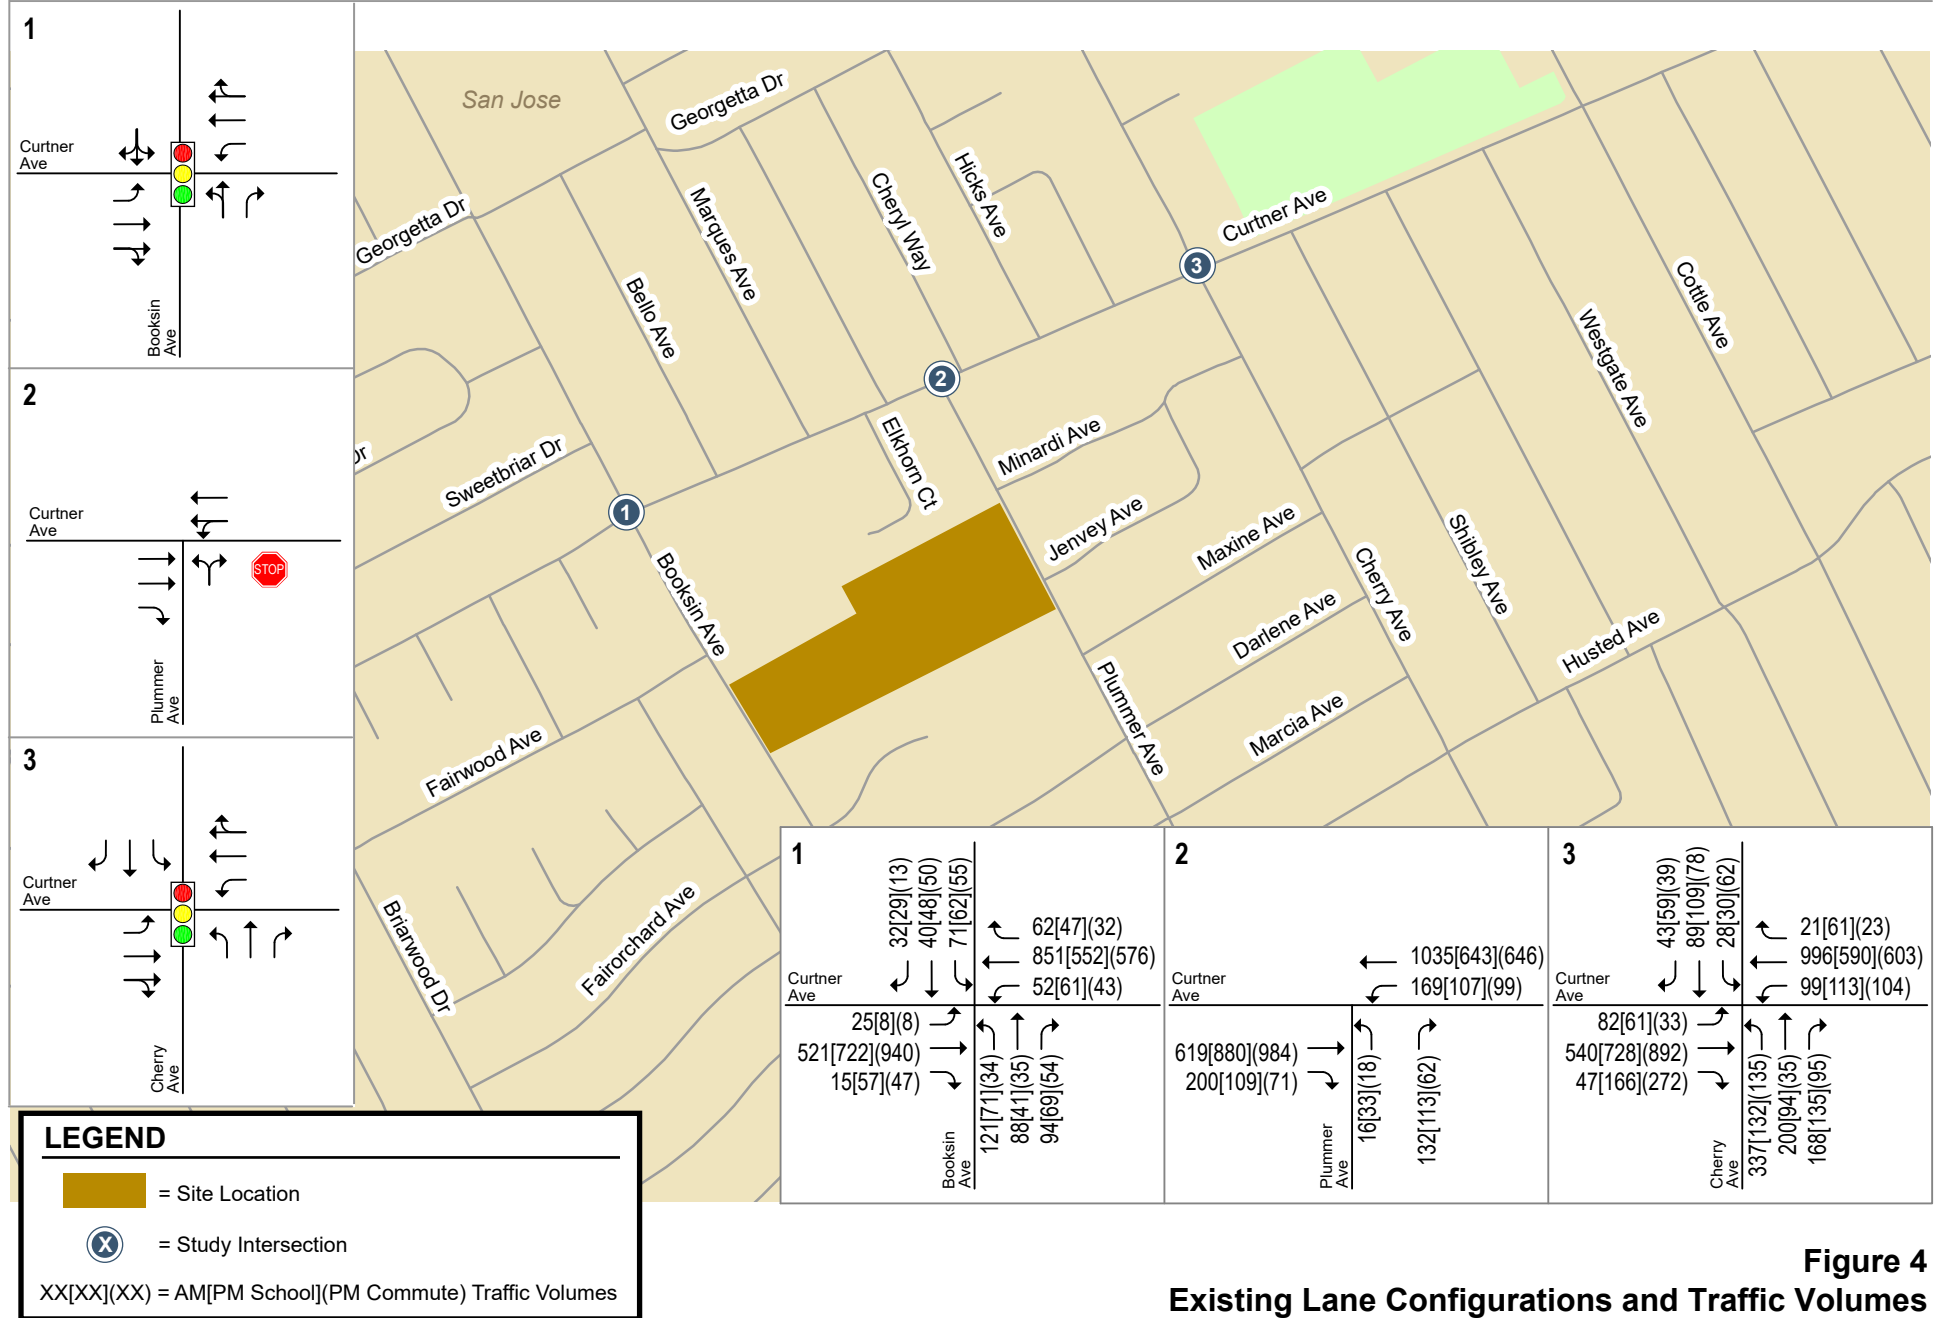 1
Curtner
Ave
Booksin
Ave
2
Curtner
Ave
STOP
Plummer
Ave
3
Curtner
Ave
Cherry
Ave
San Jose
Georgetta Dr
Georgetta Dr
Marques Ave
Cheryl Way
Hicks Ave
Curtner Ave
3
Bello Ave
Cottle Ave
Westgate Ave
2
Dr
Sweetbriar Dr
Elkhorn Ct
Minardi Ave
1
Jenvey Ave
Maxine Ave
Shibley Ave
Booksin Ave
Cherry Ave
Darlene Ave
Husted Ave
Plummer Ave
Marcia Ave
Fairwood Ave
Briarwood Dr
Fairorchard Ave
1
32[29](13)
40[48](50)
71[62](55)
62[47](32)
851[552](576)
52[61](43)
Curtner
Ave
25[8](8)
521[722](940)
15[57](47)
121[71](34)
88[41](35)
94[69](54)
Booksin
Ave
2
1035[643](646)
169[107](99)
Curtner
Ave
619[880](984)
200[109](71)
16[33](18)
132[113](62)
Plummer
Ave
3
43[59](39)
89[109](78)
28[30](62)
21[61](23)
996[590](603)
99[113](104)
Curtner
Ave
82[61](33)
540[728](892)
47[166](272)
337[132](135)
200[94](35)
168[135](95)
Cherry
Ave
LEGEND
= Site Location
X
= Study Intersection
XX[XX](XX) = AM[PM School](PM Commute) Traffic Volumes
Figure 4
Existing Lane Configurations and Traffic Volumes